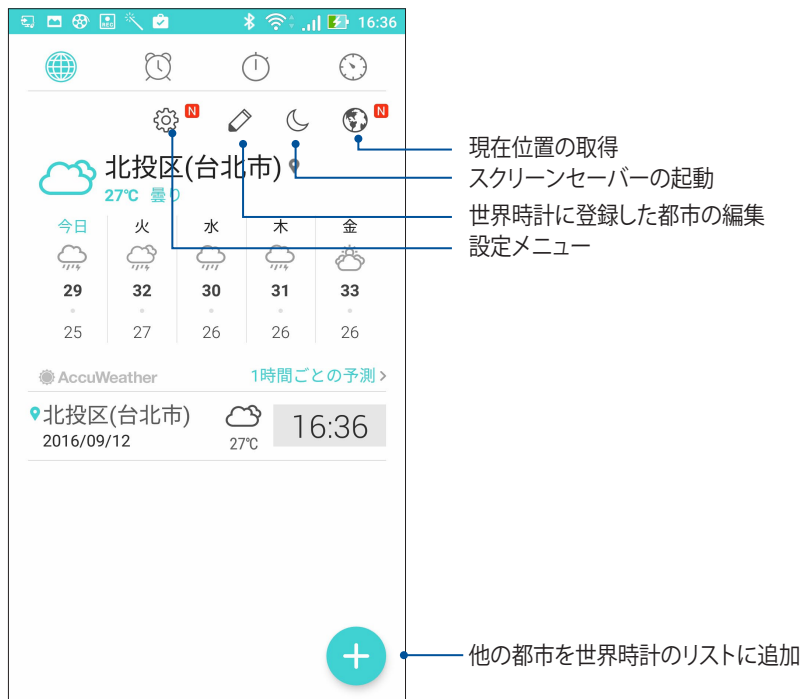 16:36
N
N
現在位置の取得
スクリーンセーバーの起動
世界時計に登録した都市の編集
設定メニュー
北投区(台北市)
27℃ 曇り
今日 火 水 木 金
29 32 30 31 33
25 27 26 26 26
AccuWeather 1時間ごとの予測 >
北投区(台北市)
2016/09/12
27℃
16:36
他の都市を世界時計のリストに追加